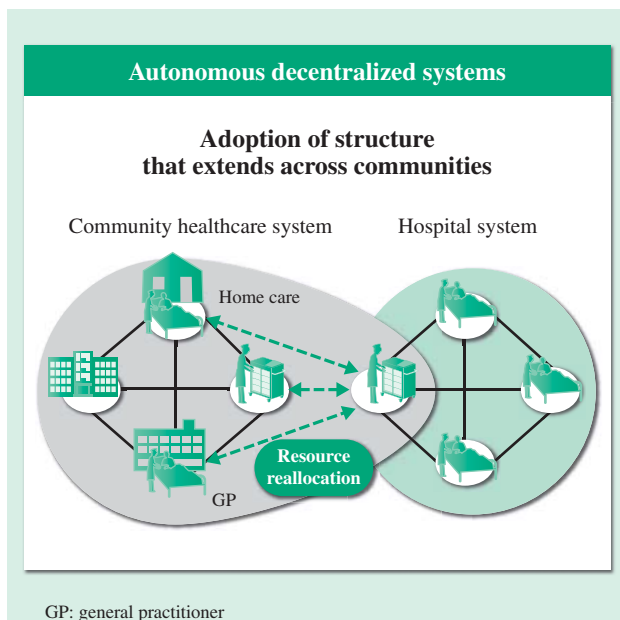 Autonomous decentralized systems
Adoption of structure
that extends across communities
Community healthcare system
Hospital system
Home care
Resource
reallocation
GP
GP: general practitioner